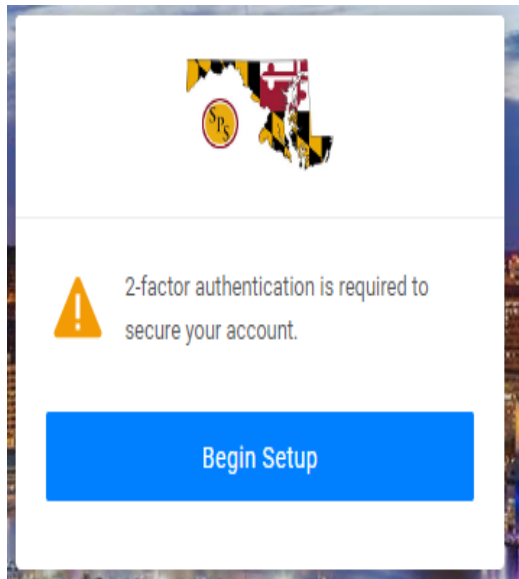 SPS
2-factor authentication is required to
secure your account.
Begin Setup